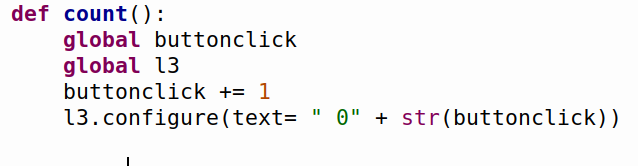 def count():
    global buttonclick
    global l3
    buttonclick += 1
    l3.configure(text= " 0" + str(buttonclick))